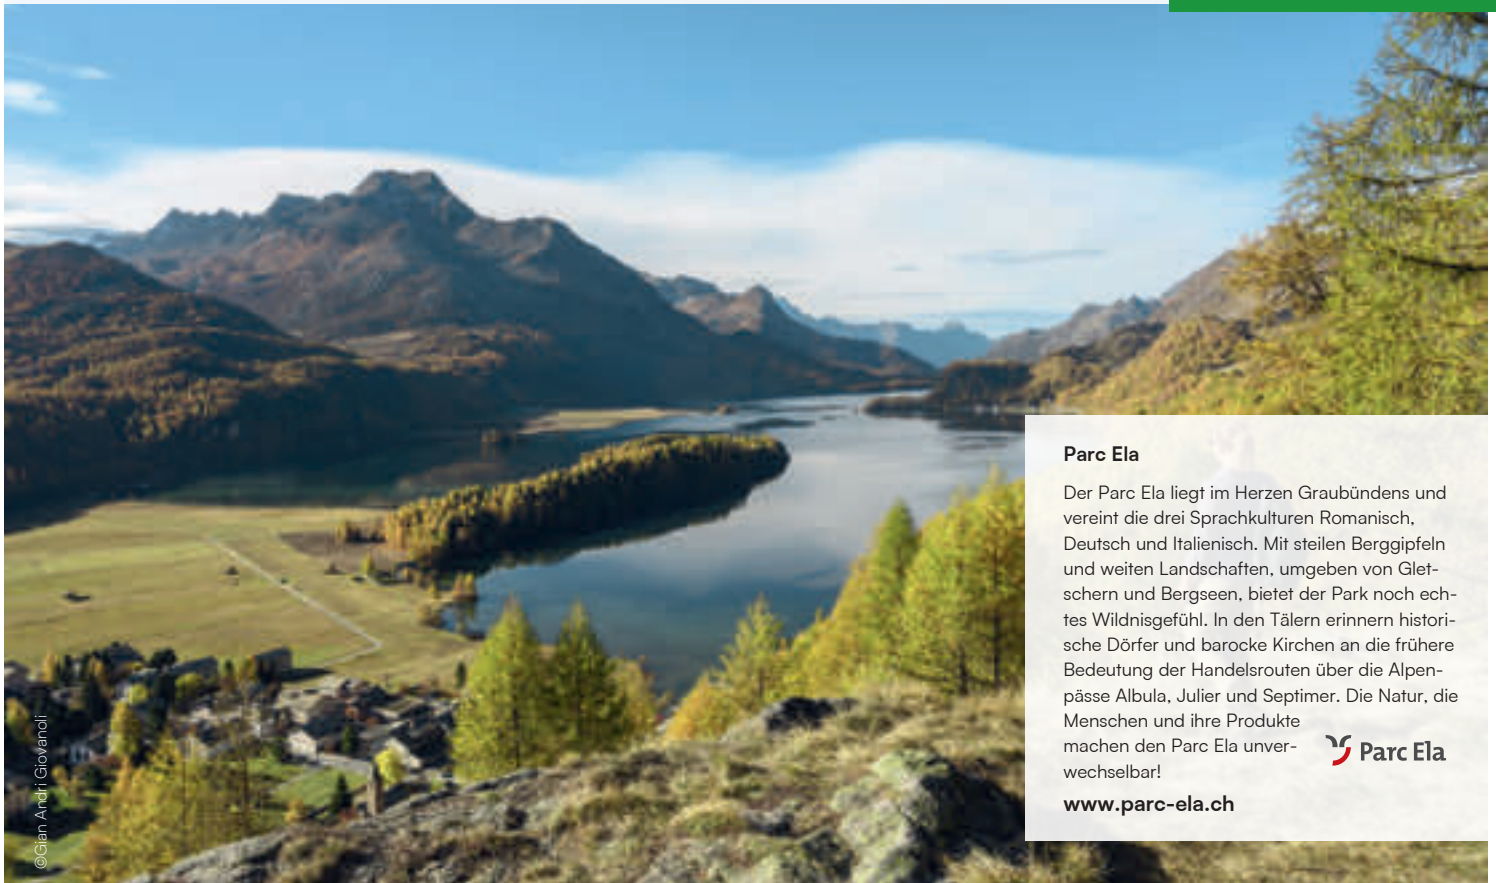 Parc Ela
Der Parc Ela liegt im Herzen Graubündens und
vereint die drei Sprachkulturen Romanisch,
Deutsch und Italienisch. Mit steilen Berggipfeln
und weiten Landschaften, umgeben von Glet-
schern und Bergseen, bietet der Park noch ech-
tes Wildnisgefühl. In den Tälern erinnern histori-
sche Dörfer und barocke Kirchen an die frühere
Bedeutung der Handelsrouten über die Alpen-
pässe Albula, Julier und Septimer. Die Natur, die
Menschen und ihre Produkte
machen den Parc Ela unver-
wechselbar!
Parc Ela
www.parc-ela.ch
©Gian Andri Giovanoli